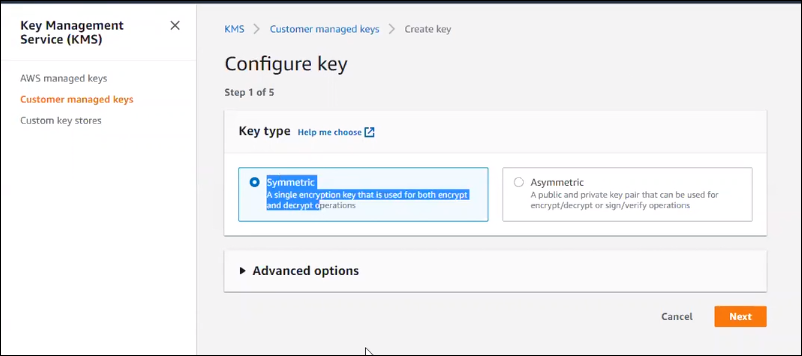 Key Management
Service (KMS)
AWS managed keys
Customer managed keys
Custom key stores
KMS > Customer managed keys > Create key
Configure key
Step 1 of 5
Key type Help me choose
Symmetric
A single encryption key that is used for both encrypt
and decrypt operations
Asymmetric
A public and private key pair that can be used for
encrypt/decrypt or sign/verify operations
Advanced options
Cancel Next